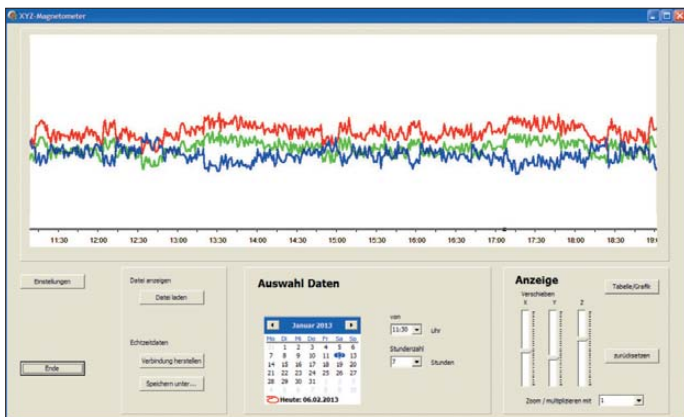 XYZ-Magnetometer
11:30 12:00 12:30 13:00 13:30 14:00 14:30 15:00 15:30 16:00 16:30 17:00 17:30 18:00 18:30 19:0
Einstellungen
Ende
Datei anzeigen
Datei laden
Echtzeitdaten
Verbindung herstellen
Speichern unter...
Auswahl Daten
Januar 2013
Mo Di Mi Do Fr Sa So
1 2 3 4 5 6
7 8 9 10 11 12 13
14 15 16 17 18 19 20
21 22 23 24 25 26 27
28 29 30 31
Heute: 06.02.2013
von
11:30 Uhr
Stundenzahl
7 Stunden
Anzeige
Verschieben
X Y Z
Zoom / multiplizieren mit 1
Tabelle/Grafik
zurücksetzen